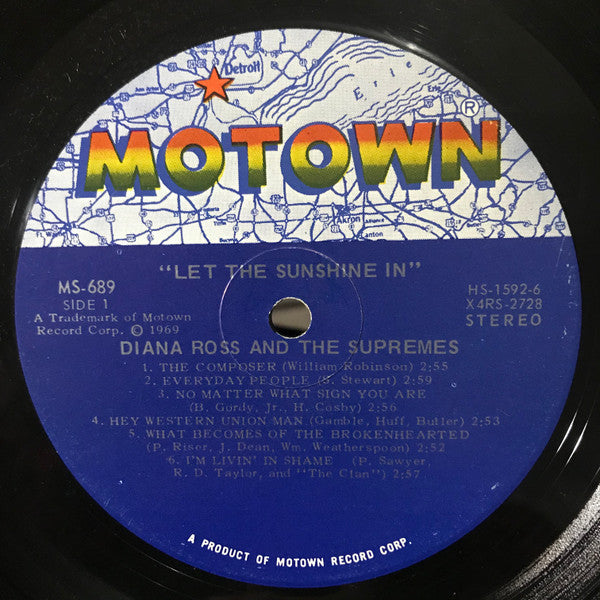 Detroit
Erie
Erie
MOTOWN®
Akron
Canton
"LET THE SUNSHINE IN"
MS-689
SIDE 1
A Trademark of Motown
Record Corp. © 1969
HS-1592-6
X4RS-2728
STEREO
DIANA ROSS AND THE SUPREMES
1. THE COMPOSER (William Robinson) 2:55
2. EVERYDAY PEOPLE (S. Stewart) 2:59
3. NO MATTER WHAT SIGN YOU ARE
(B. Gordy, Jr., H. Cosby) 2:56
4. HEY WESTERN UNION MAN (Gamble, Huff, Butler) 2:53
5. WHAT BECOMES OF THE BROKENHEARTED
(P. Riser, J. Dean, Wm. Weatherspoon) 2:52
6. I'M LIVIN' IN SHAME (P. Sawyer,
R. D. Taylor, and "The Clan") 2:57
A PRODUCT OF MOTOWN RECORD CORP.